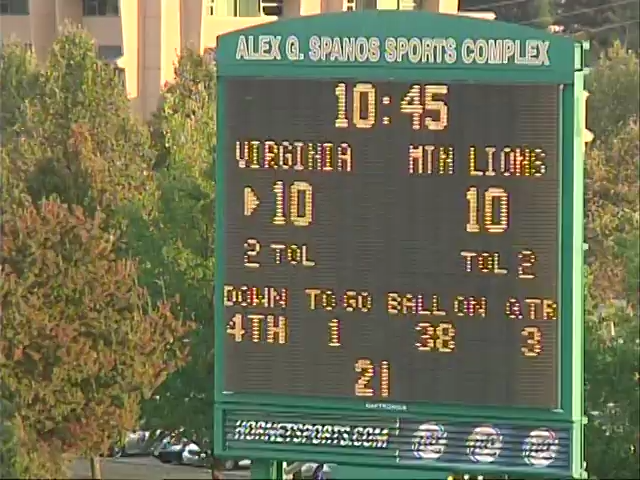 ALEX G. SPANOS SPORTS COMPLEX
10:45
VIRGINIA MTN LIONS
10 10
2 TOL TOL 2
DOWN TO GO BALL ON QTR
4TH 1 38 3
21
HORNETSPORTS.COM